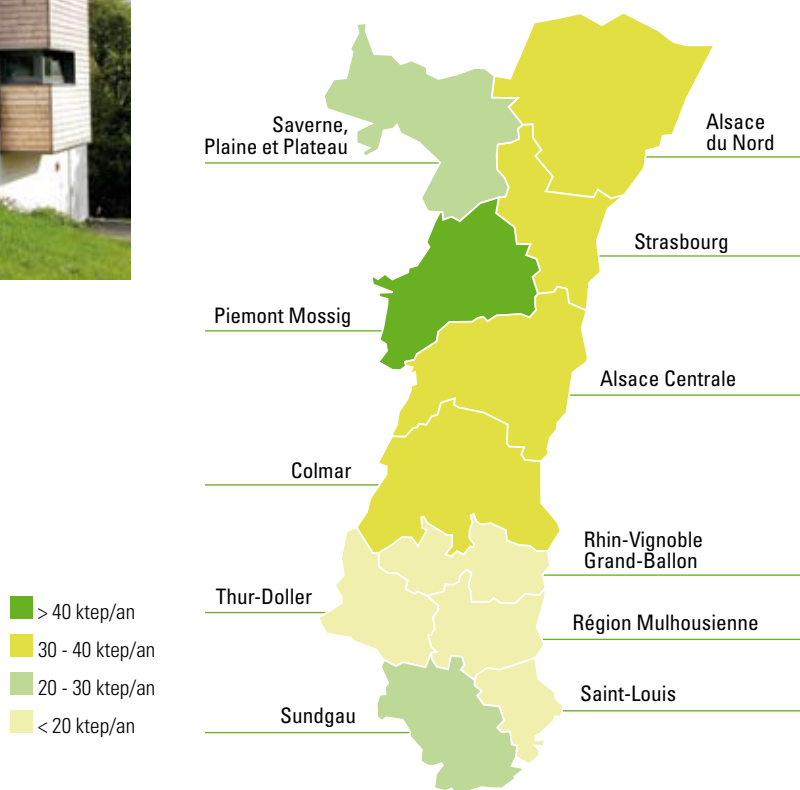 Saverne,
Plaine et Plateau
Alsace
du Nord
Strasbourg
Piemont Mossig
Alsace Centrale
Colmar
Rhin-Vignoble
Grand-Ballon
Thur-Doller
Région Mulhousienne
Saint-Louis
Sundgau
> 40 ktep/an
30 - 40 ktep/an
20 - 30 ktep/an
< 20 ktep/an